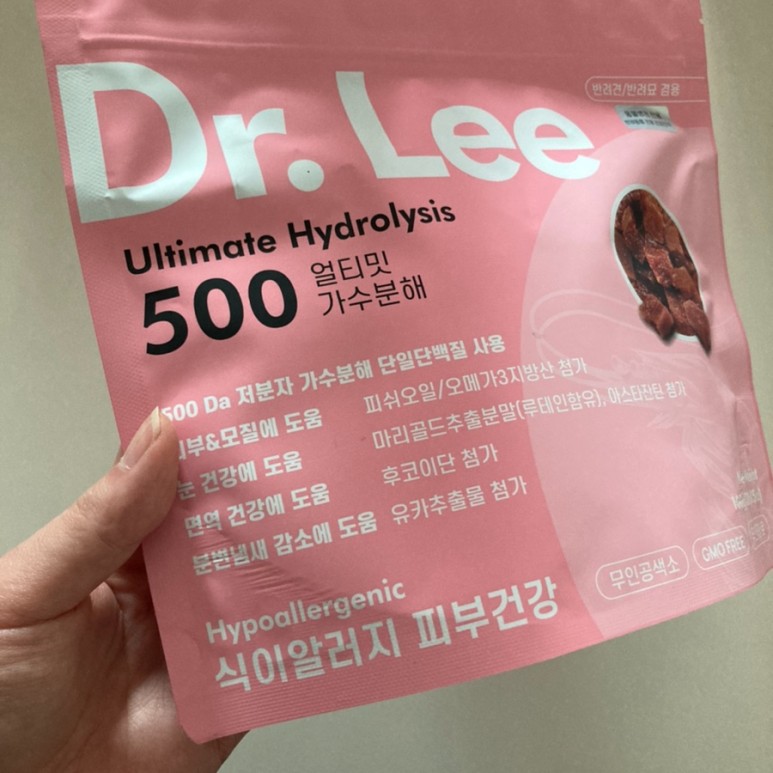 Dr. Lee
반려견/반려묘 겸용
Ultimate Hydrolysis
500 얼티밋
가수분해
500 Da 저분자 가수분해 단일단백질 사용
피부&모질에 도움 피쉬오일/오메가3지방산 첨가
눈 건강에 도움 마리골드추출분말(루테인함유), 아스타잔틴 첨가
면역 건강에 도움 후코이단 첨가
분변냄새 감소에 도움 유카추출물 첨가
Hypoallergenic
식이알러지 피부건강
무인공색소
GMO FREE